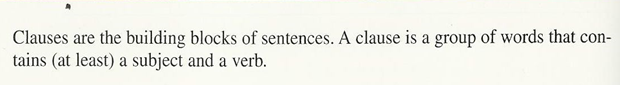 Clauses are the building blocks of sentences. A clause is a group of words that con-
tains (at least) a subject and a verb.